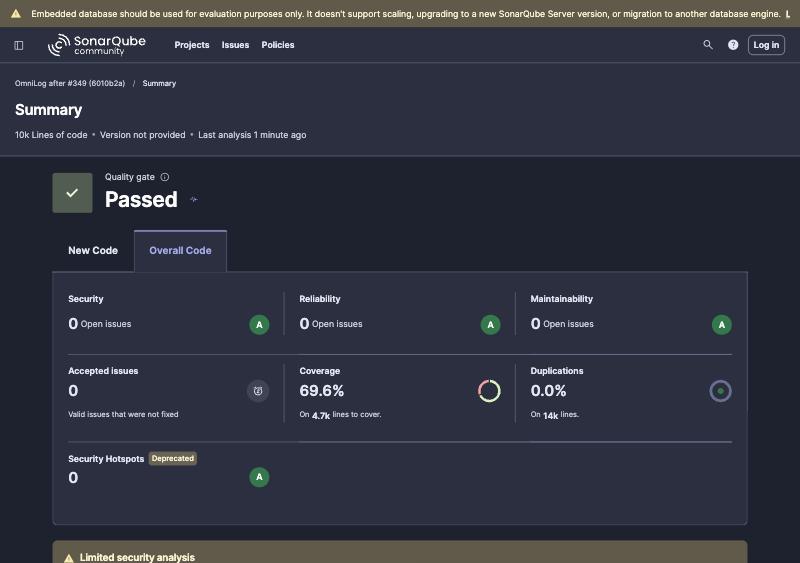 Embedded database should be used for evaluation purposes only. It doesn't support scaling, upgrading to a new SonarQube Server version, or migration to another database engine.
SonarQube community
Projects Issues Policies
? Log in
OmniLog after #349 (6010b2a) / Summary
Summary
10k Lines of code • Version not provided • Last analysis 1 minute ago
Quality gate
Passed
New Code Overall Code
Security Reliability Maintainability
0 Open issues A 0 Open issues A 0 Open issues A
Accepted issues Coverage Duplications
0 69.6% 0.0%
Valid issues that were not fixed On 4.7k lines to cover. On 14k lines.
Security Hotspots Deprecated
0 A
Limited security analysis